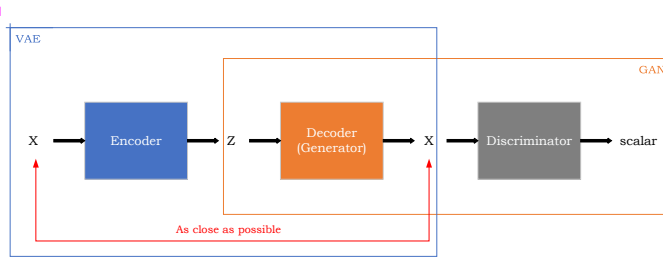 VAE
GAN
X
Encoder
Z
Decoder
(Generator)
X
Discriminator
scalar
As close as possible